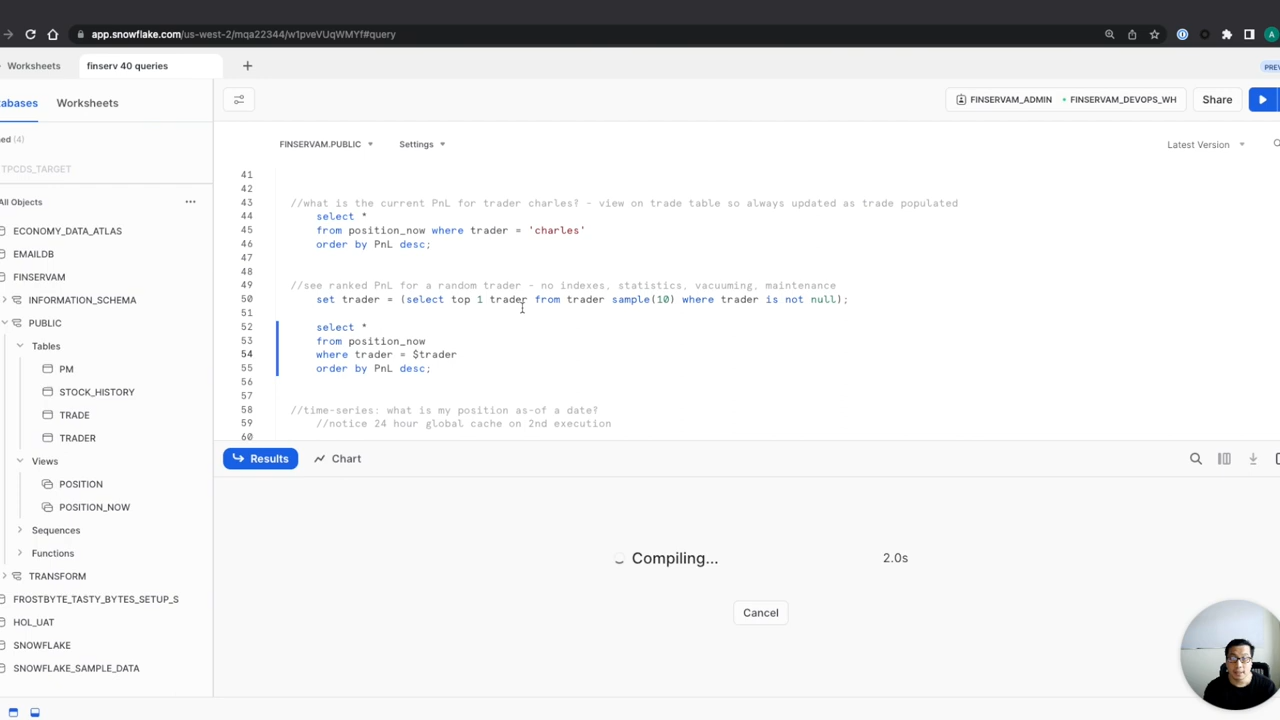 app.snowflake.com/us-west-2/mqa22344/w1pveVUqWMYf#query
A
Worksheets
finserv 40 queries
+
PREV
abases
Worksheets
FINSERVAM_ADMIN
FINSERVAM_DEVOPS_WH
Share
ed (4)
FINSERVAM.PUBLIC
Settings
Latest Version
TPCDS_TARGET
All Objects
...
ECONOMY_DATA_ATLAS
EMAILDB
FINSERVAM
INFORMATION_SCHEMA
PUBLIC
Tables
PM
STOCK_HISTORY
TRADE
TRADER
Views
POSITION
POSITION_NOW
Sequences
Functions
TRANSFORM
FROSTBYTE_TASTY_BYTES_SETUP_S
HOL_UAT
SNOWFLAKE
SNOWFLAKE_SAMPLE_DATA
41
42
43 //what is the current PnL for trader charles? - view on trade table so always updated as trade populated
44 select *
45 from position_now where trader = 'charles'
46 order by PnL desc;
47
48
49 //see ranked PnL for a random trader - no indexes, statistics, vacuuming, maintenance
50 set trader = (select top 1 trader from trader sample(10) where trader is not null);
51
52 select *
53 from position_now
54 where trader = $trader
55 order by PnL desc;
56
57
58 //time-series: what is my position as-of a date?
59 //notice 24 hour global cache on 2nd execution
60
Results
Chart
Compiling...
2.0s
Cancel